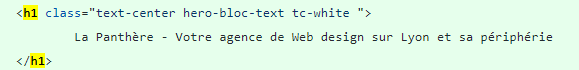 <h1 class="text-center hero-bloc-text tc-white ">
La Panthère - Votre agence de Web design sur Lyon et sa périphérie
</h1>